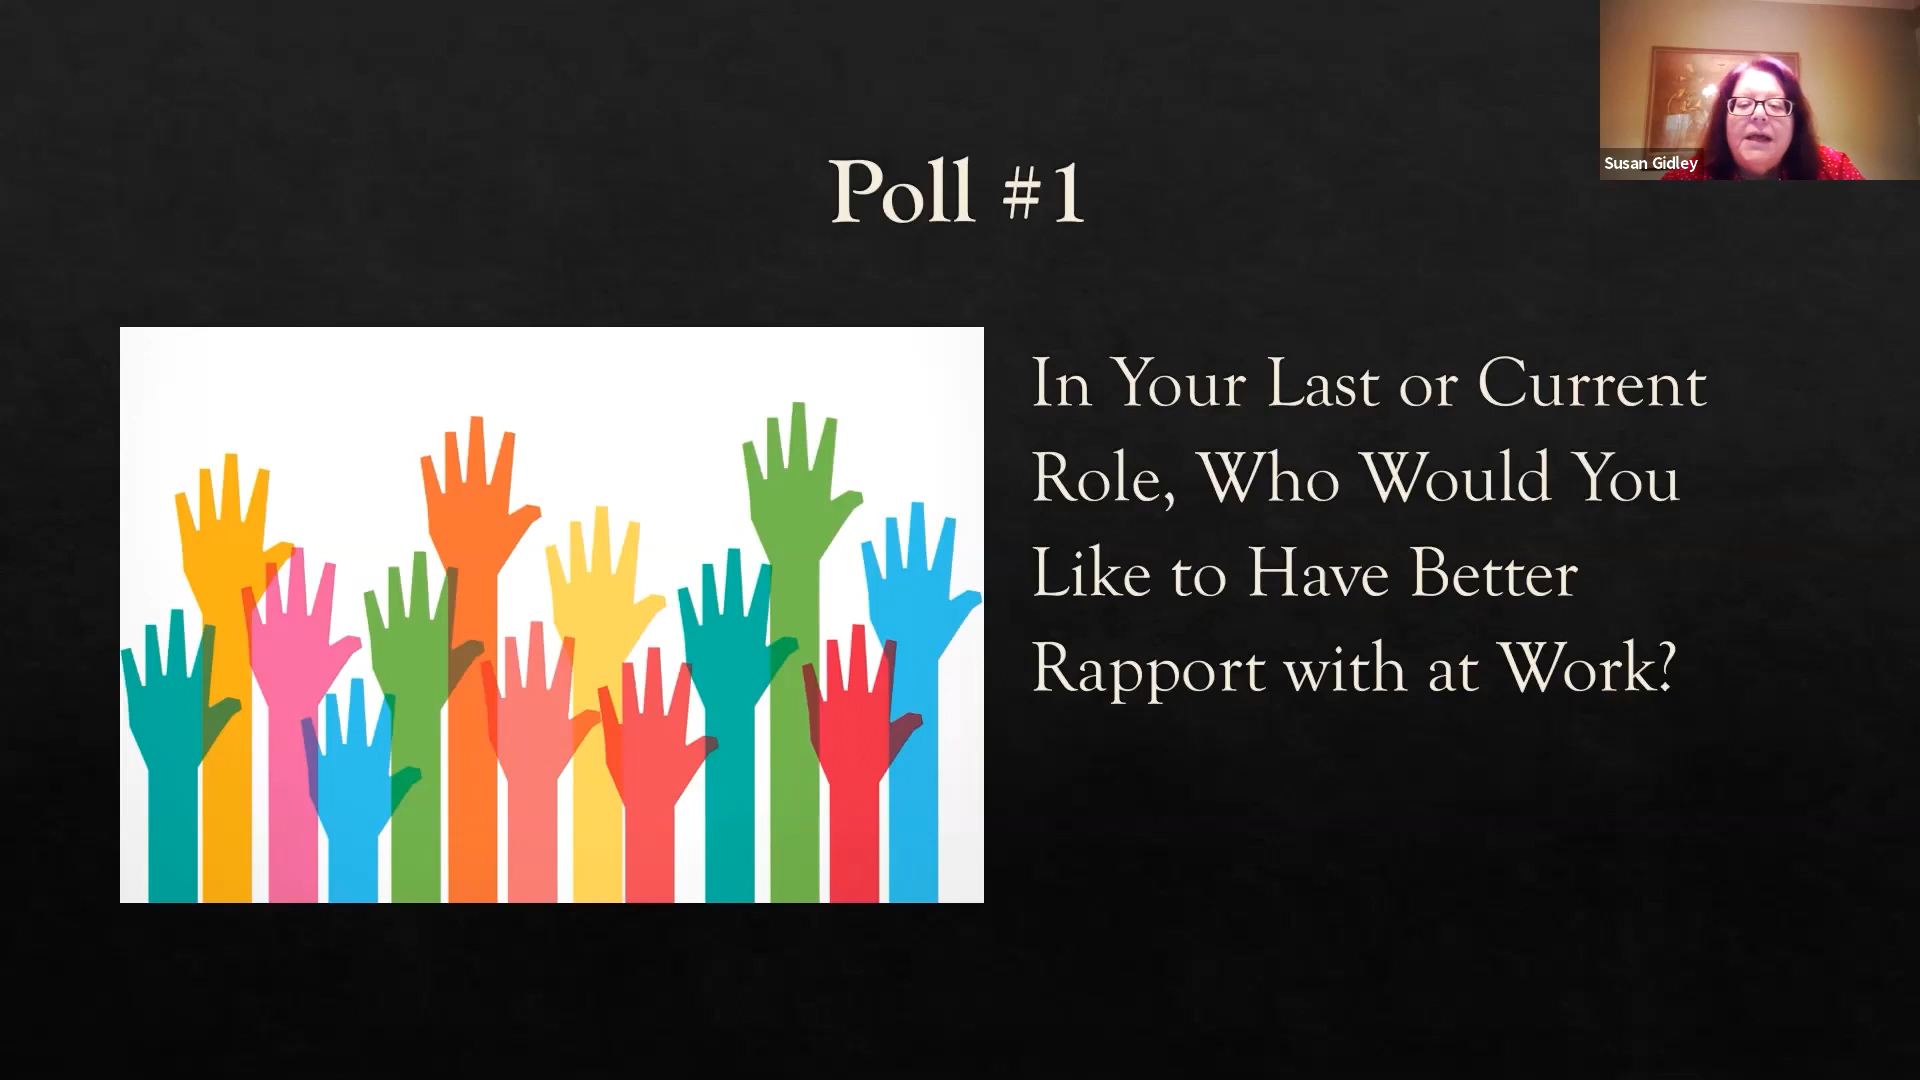 Poll #1
Susan Gidley
In Your Last or Current
Role, Who Would You
Like to Have Better
Rapport with at Work?